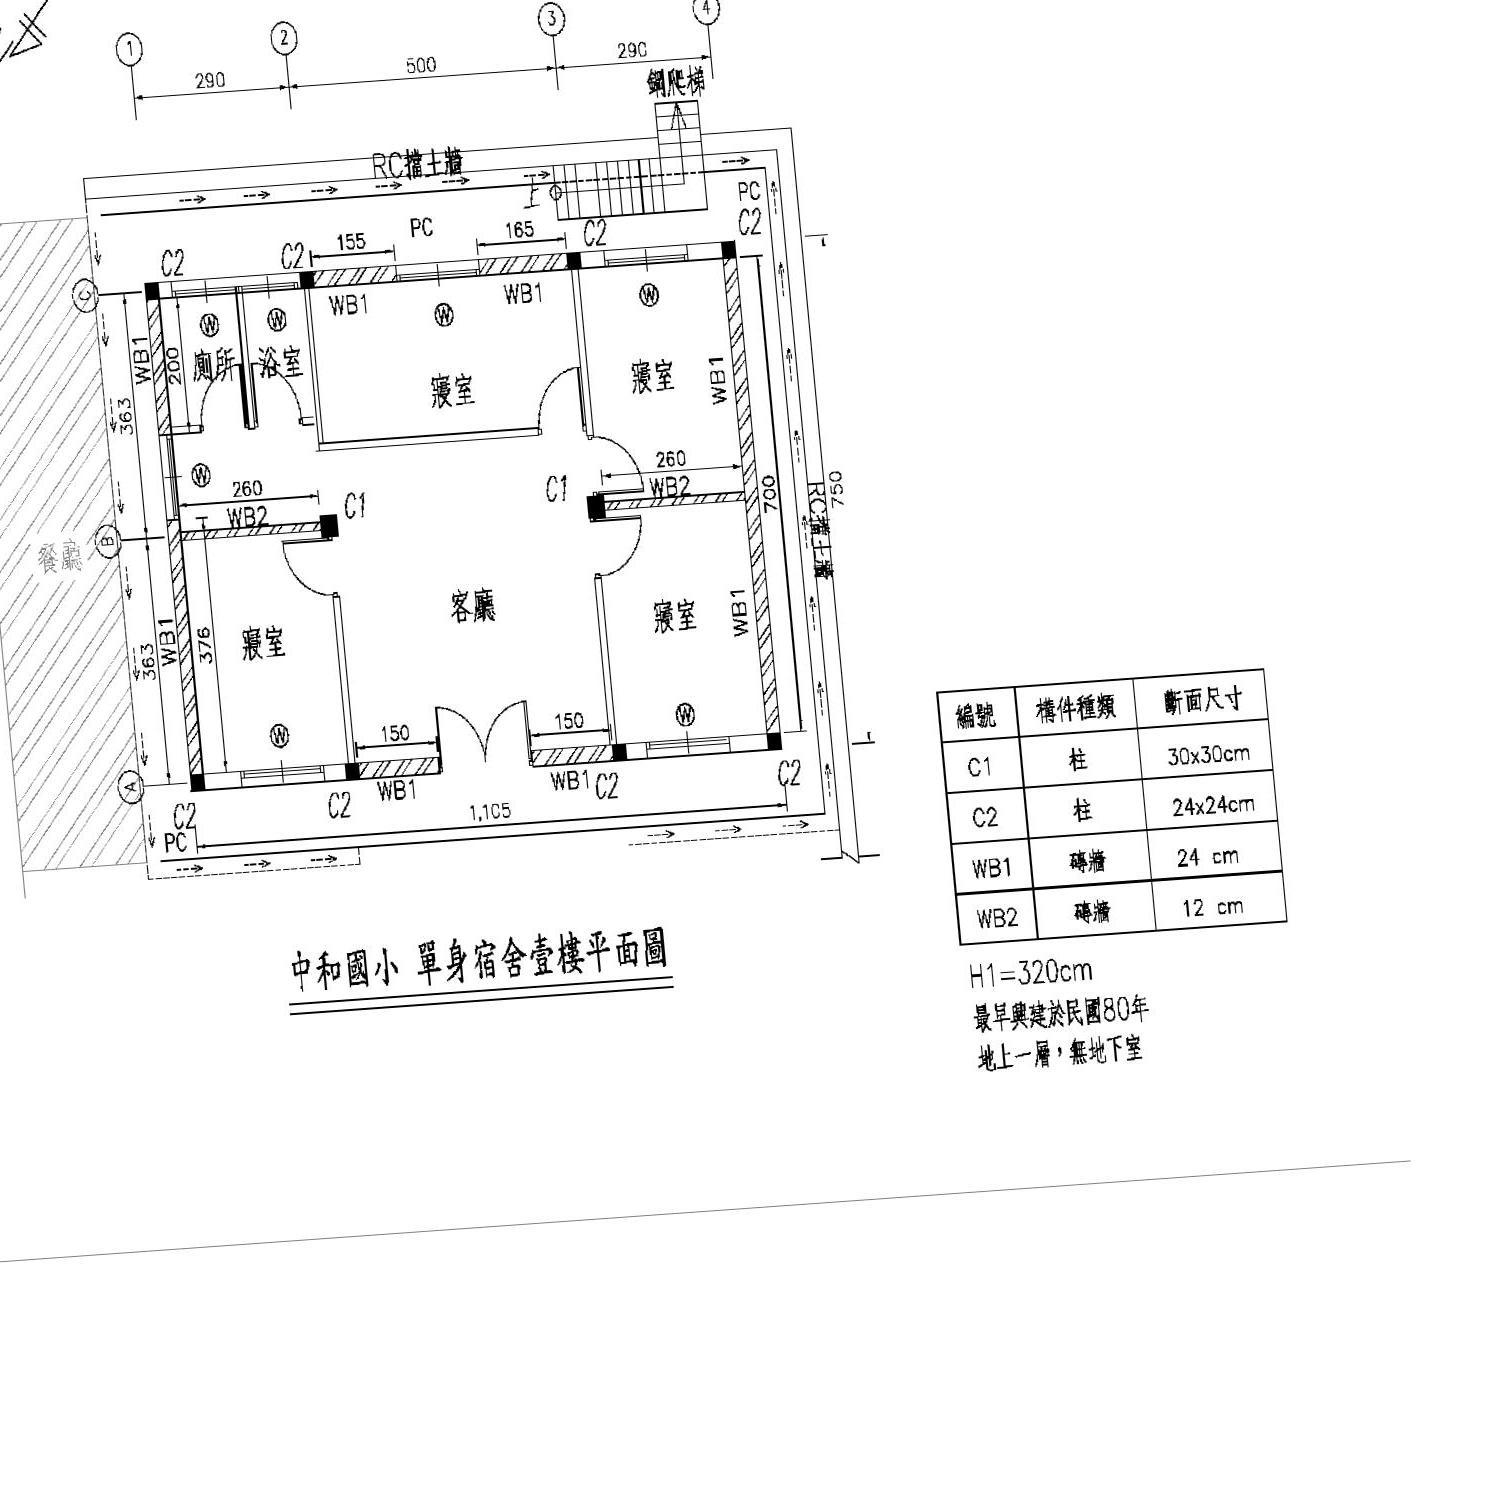 1
2
3
4
290
500
290
鋼爬梯
RC擋土牆
上
PC
PC
C2
C2
155
165
C2
C2
C
WB1
WB1
W
W
W
W
WB1
363
200
廁所
浴室
寢室
寢室
WB1
W
260
WB2
C1
C1
260
WB2
700
750
RC擋土牆
B
餐廳
363
WB1
376
寢室
客廳
寢室
WB1
W
W
150
150
A
WB1
WB1
C2
C2
C2
C2
PC
1,105
中和國小 單身宿舍壹樓平面圖
編號 構件種類 斷面尺寸
C1 柱 30x30cm
C2 柱 24x24cm
WB1 磚牆 24 cm
WB2 磚牆 12 cm
H1=320cm
最早興建於民國80年
地上一層，無地下室